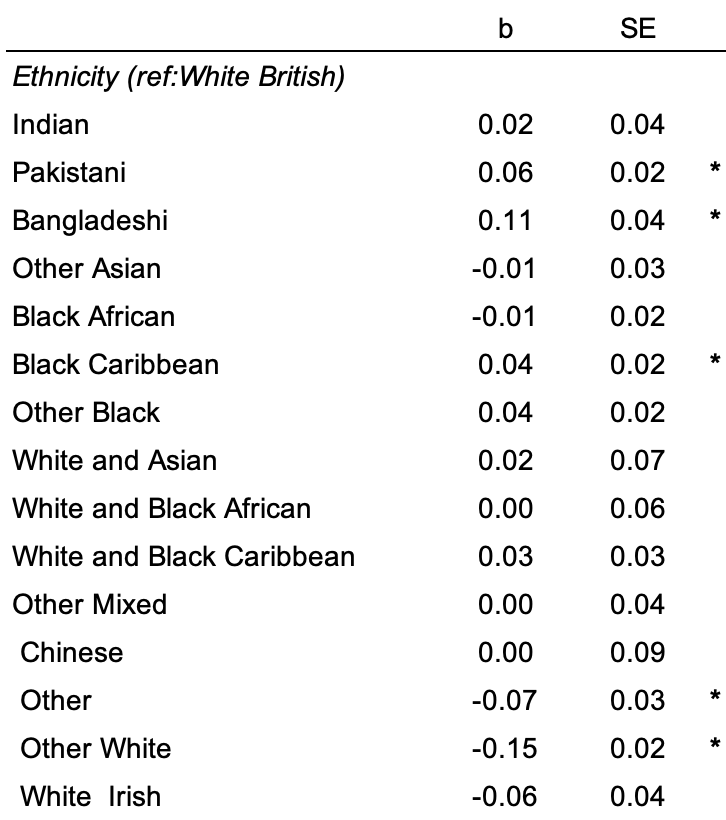 b SE
Ethnicity (ref:White British)
Indian 0.02 0.04
Pakistani 0.06 0.02 *
Bangladeshi 0.11 0.04 *
Other Asian -0.01 0.03
Black African -0.01 0.02
Black Caribbean 0.04 0.02 *
Other Black 0.04 0.02
White and Asian 0.02 0.07
White and Black African 0.00 0.06
White and Black Caribbean 0.03 0.03
Other Mixed 0.00 0.04
Chinese 0.00 0.09
Other -0.07 0.03 *
Other White -0.15 0.02 *
White Irish -0.06 0.04